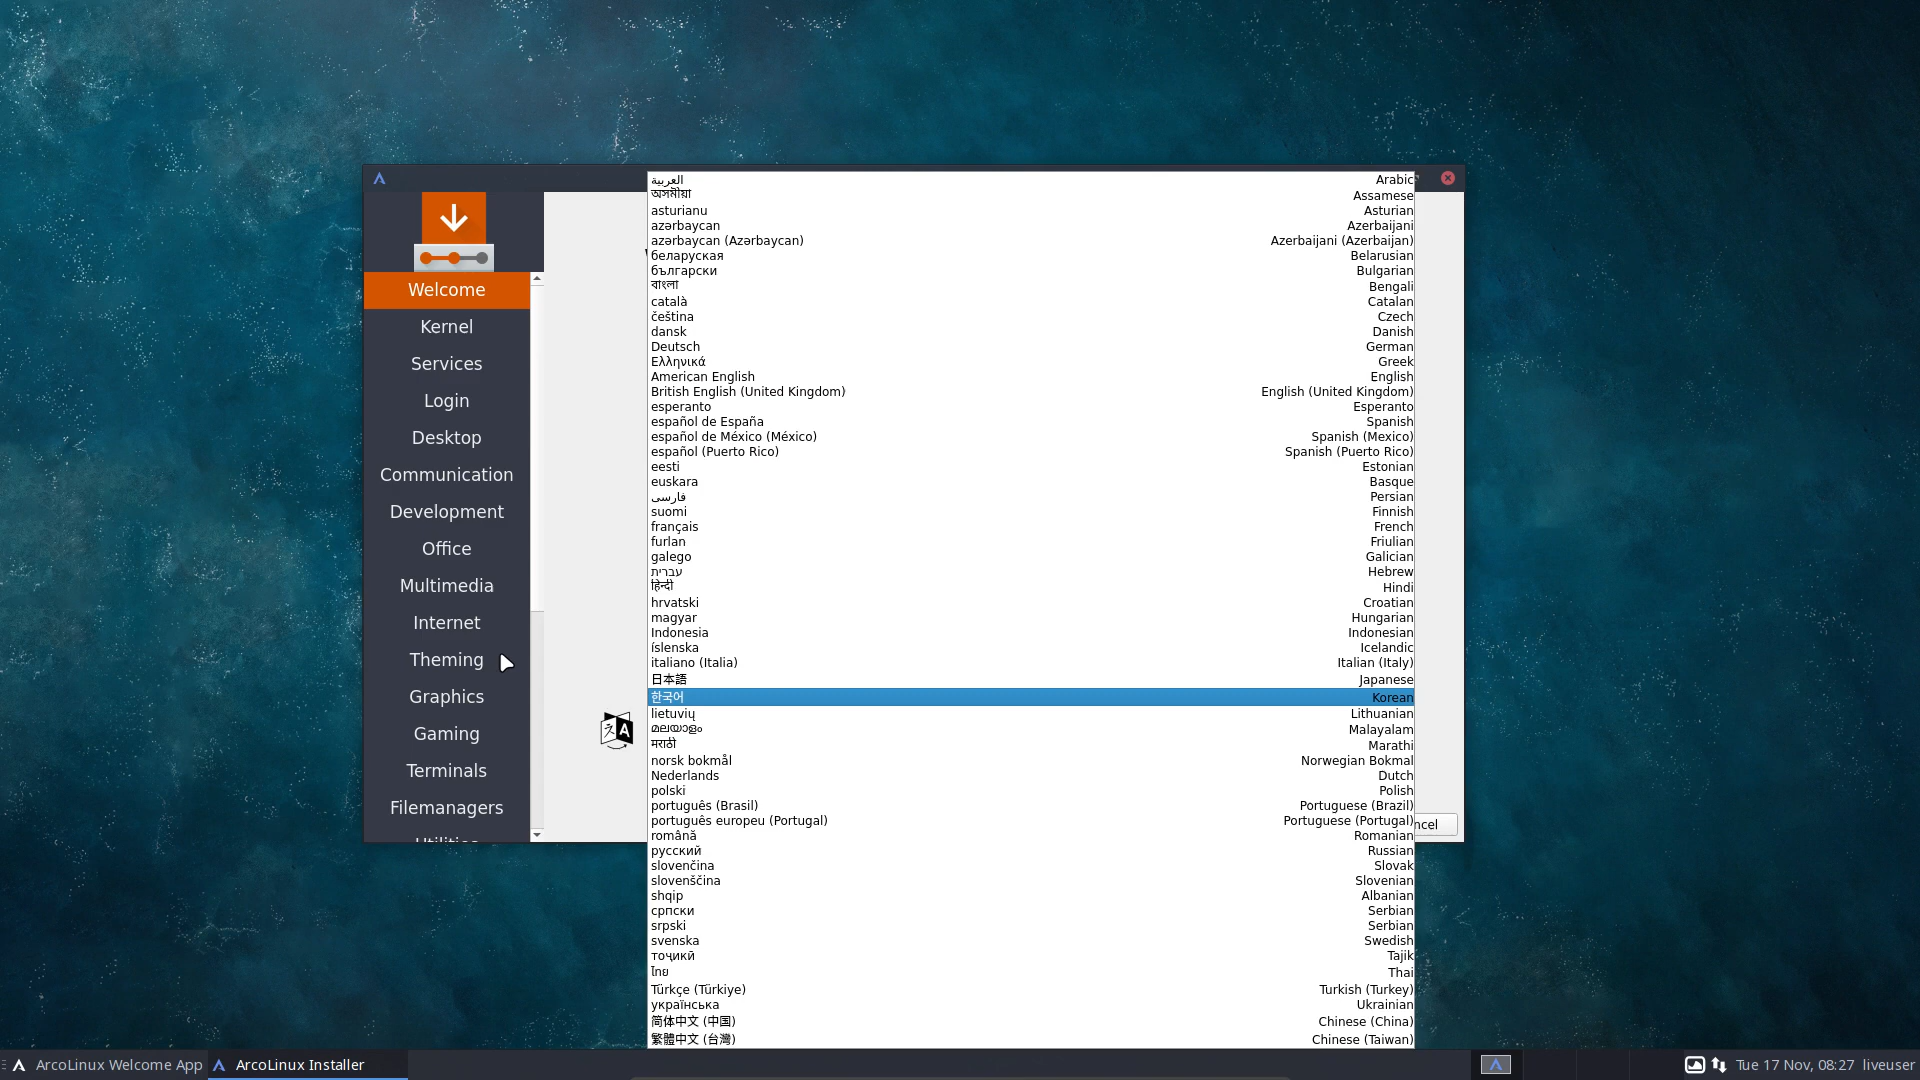 العربية Arabic
অসমীয়া Assamese
asturianu Asturian
azərbaycan Azerbaijani
azərbaycan (Azərbaycan) Azerbaijani (Azerbaijan)
беларуская Belarusian
български Bulgarian
বাংলা Bengali
català Catalan
čeština Czech
dansk Danish
Deutsch German
Ελληνικά Greek
American English English
British English (United Kingdom) English (United Kingdom)
esperanto Esperanto
español de España Spanish
español de México (México) Spanish (Mexico)
español (Puerto Rico) Spanish (Puerto Rico)
eesti Estonian
euskara Basque
فارسی Persian
suomi Finnish
français French
furlan Friulian
galego Galician
עברית Hebrew
हिन्दी Hindi
hrvatski Croatian
magyar Hungarian
Indonesia Indonesian
íslenska Icelandic
italiano (Italia) Italian (Italy)
日本語 Japanese
한국어 Korean
lietuvių Lithuanian
മലയാളം Malayalam
मराठी Marathi
norsk bokmål Norwegian Bokmal
Nederlands Dutch
polski Polish
português (Brasil) Portuguese (Brazil)
português europeu (Portugal) Portuguese (Portugal)
română Romanian
русский Russian
slovenčina Slovak
slovenščina Slovenian
shqip Albanian
српски Serbian
srpski Serbian
svenska Swedish
тоҷикӣ Tajik
ไทย Thai
Türkçe (Türkiye) Turkish (Turkey)
українська Ukrainian
简体中文 (中国) Chinese (China)
繁體中文 (台灣) Chinese (Taiwan)
Welcome
Kernel
Services
Login
Desktop
Communication
Development
Office
Multimedia
Internet
Theming
Graphics
Gaming
Terminals
Filemanagers
ArcoLinux Welcome App
ArcoLinux Installer
Tue 17 Nov, 08:27 liveuser